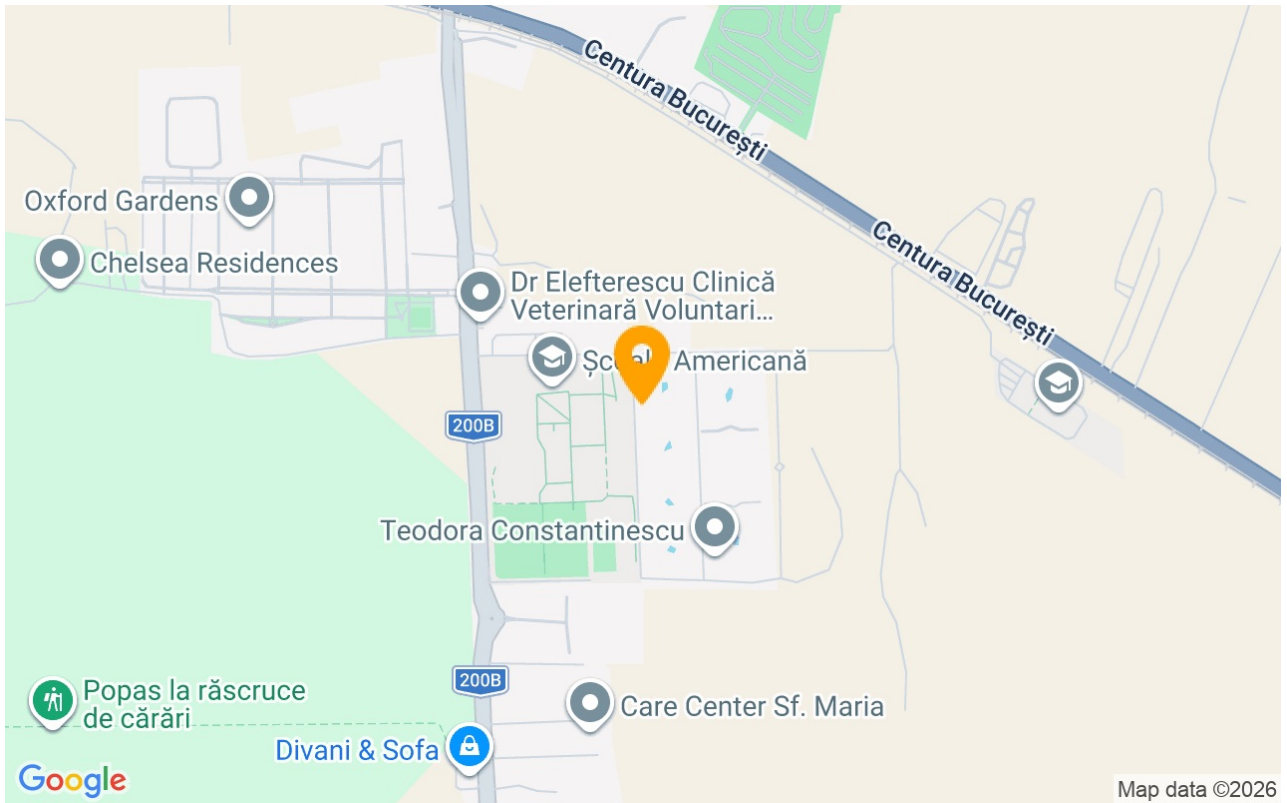 Centura București
Oxford Gardens
Chelsea Residences
Centura București
Dr Elefterescu Clinică
Veterinară Voluntari...
Americană
200B
Teodora Constantinescu
200B
Popas la răscruce
de cărări
Care Center Sf. Maria
Divani & Sofa
Google
Map data ©2026